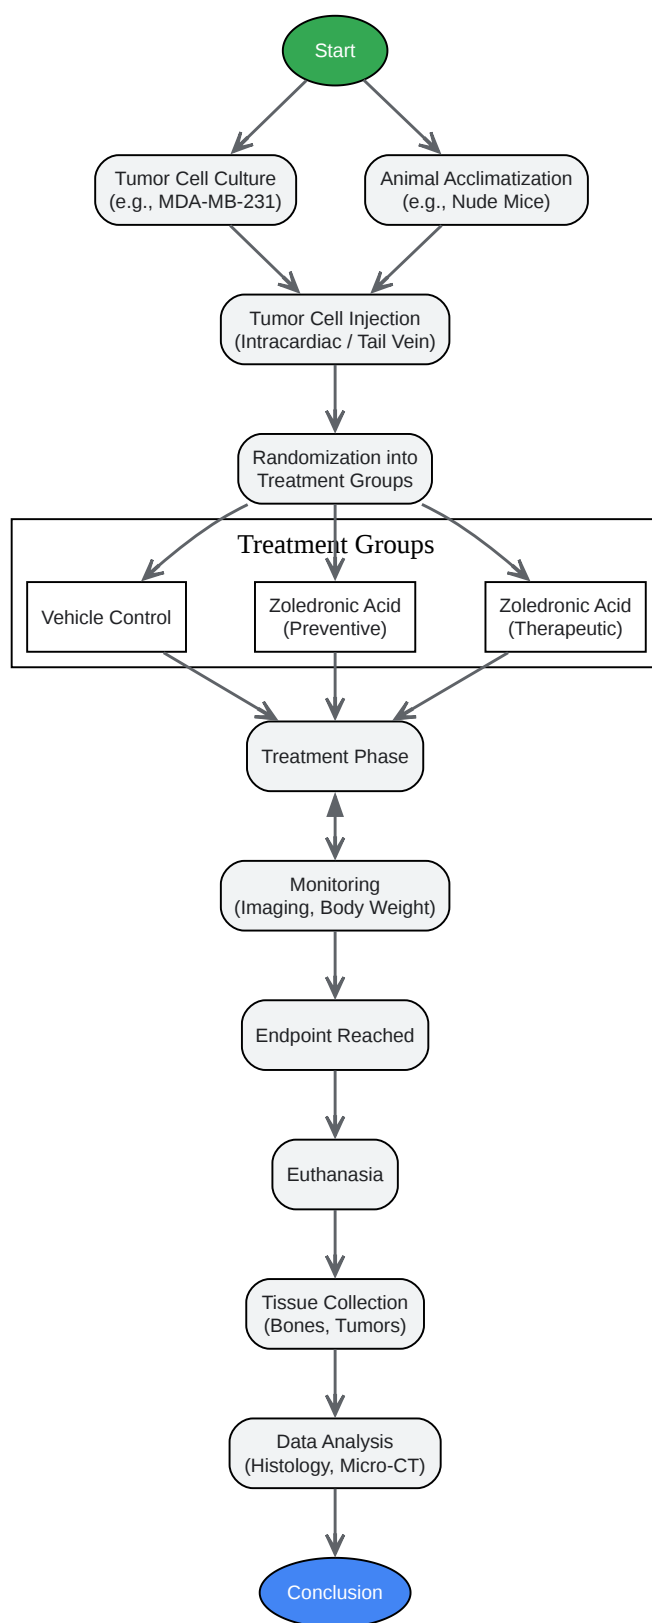 Start
Tumor Cell Culture
(e.g., MDA-MB-231)
Animal Acclimatization
(e.g., Nude Mice)
Tumor Cell Injection
(Intracardiac / Tail Vein)
Randomization into
Treatment Groups
Treatment Groups
Vehicle Control
Zoledronic Acid
(Preventive)
Zoledronic Acid
(Therapeutic)
Treatment Phase
Monitoring
(Imaging, Body Weight)
Endpoint Reached
Euthanasia
Tissue Collection
(Bones, Tumors)
Data Analysis
(Histology, Micro-CT)
Conclusion